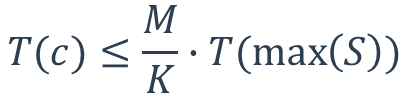 T(c) ≤ M/K · T(max(S))